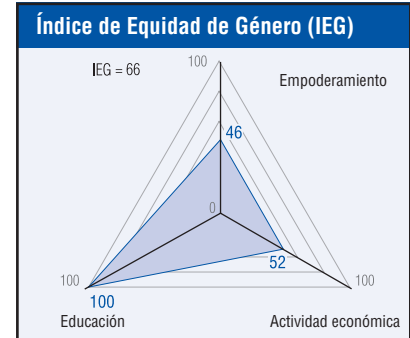 Índice de Equidad de Género (IEG)
100
IEG = 66
Empoderamiento
46
0
52
100
100
100
Educación
Actividad económica